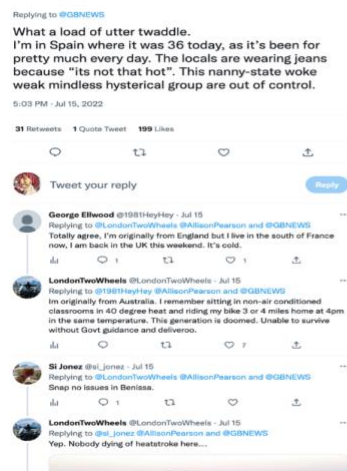 Replying to @GBNEWS
What a load of utter twaddle.
I'm in Spain where it was 36 today, as it's been for
pretty much every day. The locals are wearing jeans
because "its not that hot". This nanny-state woke
weak mindless hysterical group are out of control.
5:03 PM · Jul 15, 2022
31 Retweets 1 Quote Tweet 199 Likes
Tweet your reply
Reply
George Ellwood @1981HeyHey · Jul 15
Replying to @LondonTwoWheels @AllisonPearson and @GBNEWS
Totally agree, I'm originally from England but I live in the south of France
now, I am back in the UK this weekend. It's cold.
1 1
LondonTwoWheels @LondonTwoWheels · Jul 15
Replying to @1981HeyHey @AllisonPearson and @GBNEWS
Im originally from Australia. I remember sitting in non-air conditioned
classrooms in 40 degree heat and riding my bike 3 or 4 miles home at 4pm
in the same temperature. This generation is doomed. Unable to survive
without Govt guidance and deliveroo.
7
Si Jonez @si_jonez · Jul 15
Replying to @LondonTwoWheels @AllisonPearson and @GBNEWS
Snap no issues in Benissa.
1
LondonTwoWheels @LondonTwoWheels · Jul 15
Replying to @si_jonez @AllisonPearson and @GBNEWS
Yep. Nobody dying of heatstroke here...